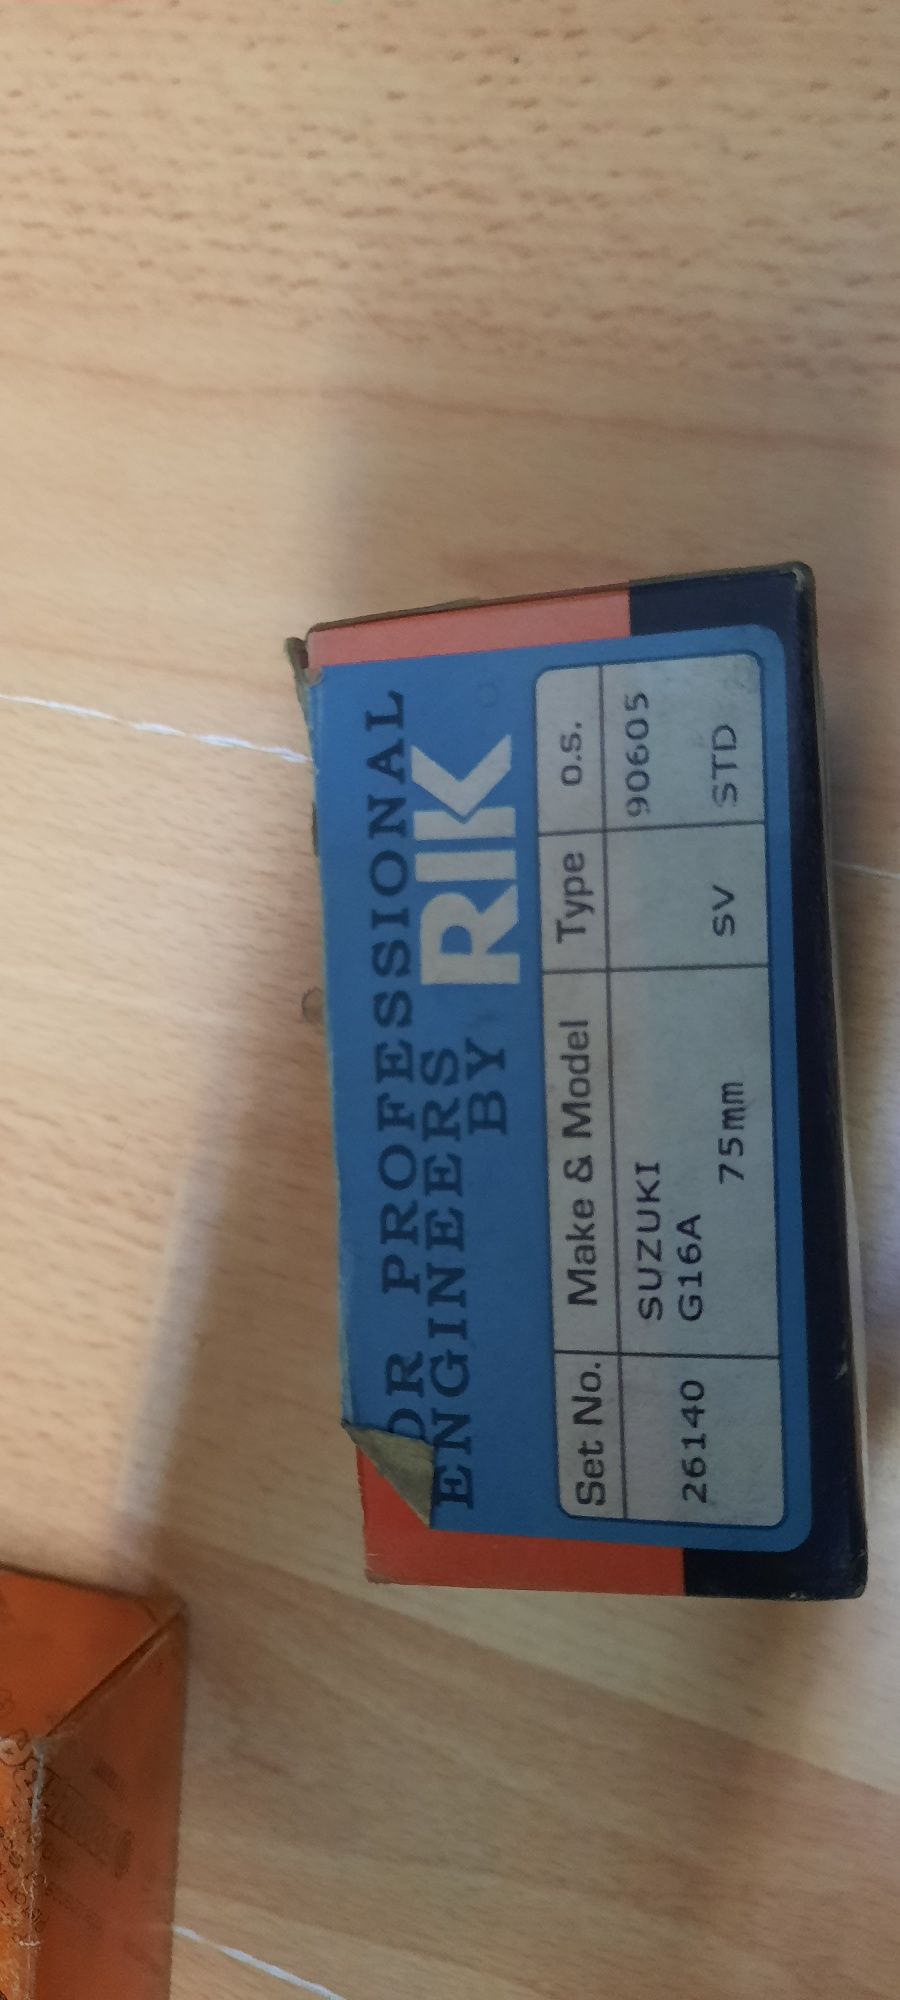 OR PROFESSIONAL
ENGINEERS
BY RIK
Set No. Make & Model Type o.s.
SUZUKI 90605
26140 G16A
75mm SV STD